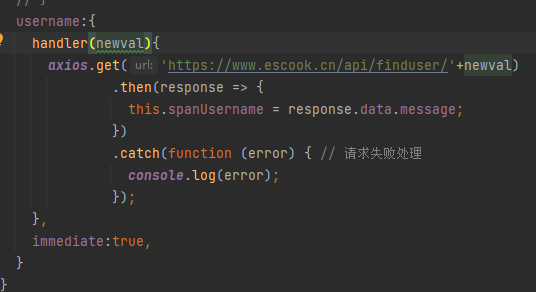 // }
username:{
handler(newval){
axios.get( url: 'https://www.escook.cn/api/finduser/'+newval)
.then(response => {
this.spanUsername = response.data.message;
})
.catch(function (error) { // 请求失败处理
console.log(error);
});
},
immediate:true,
}
}